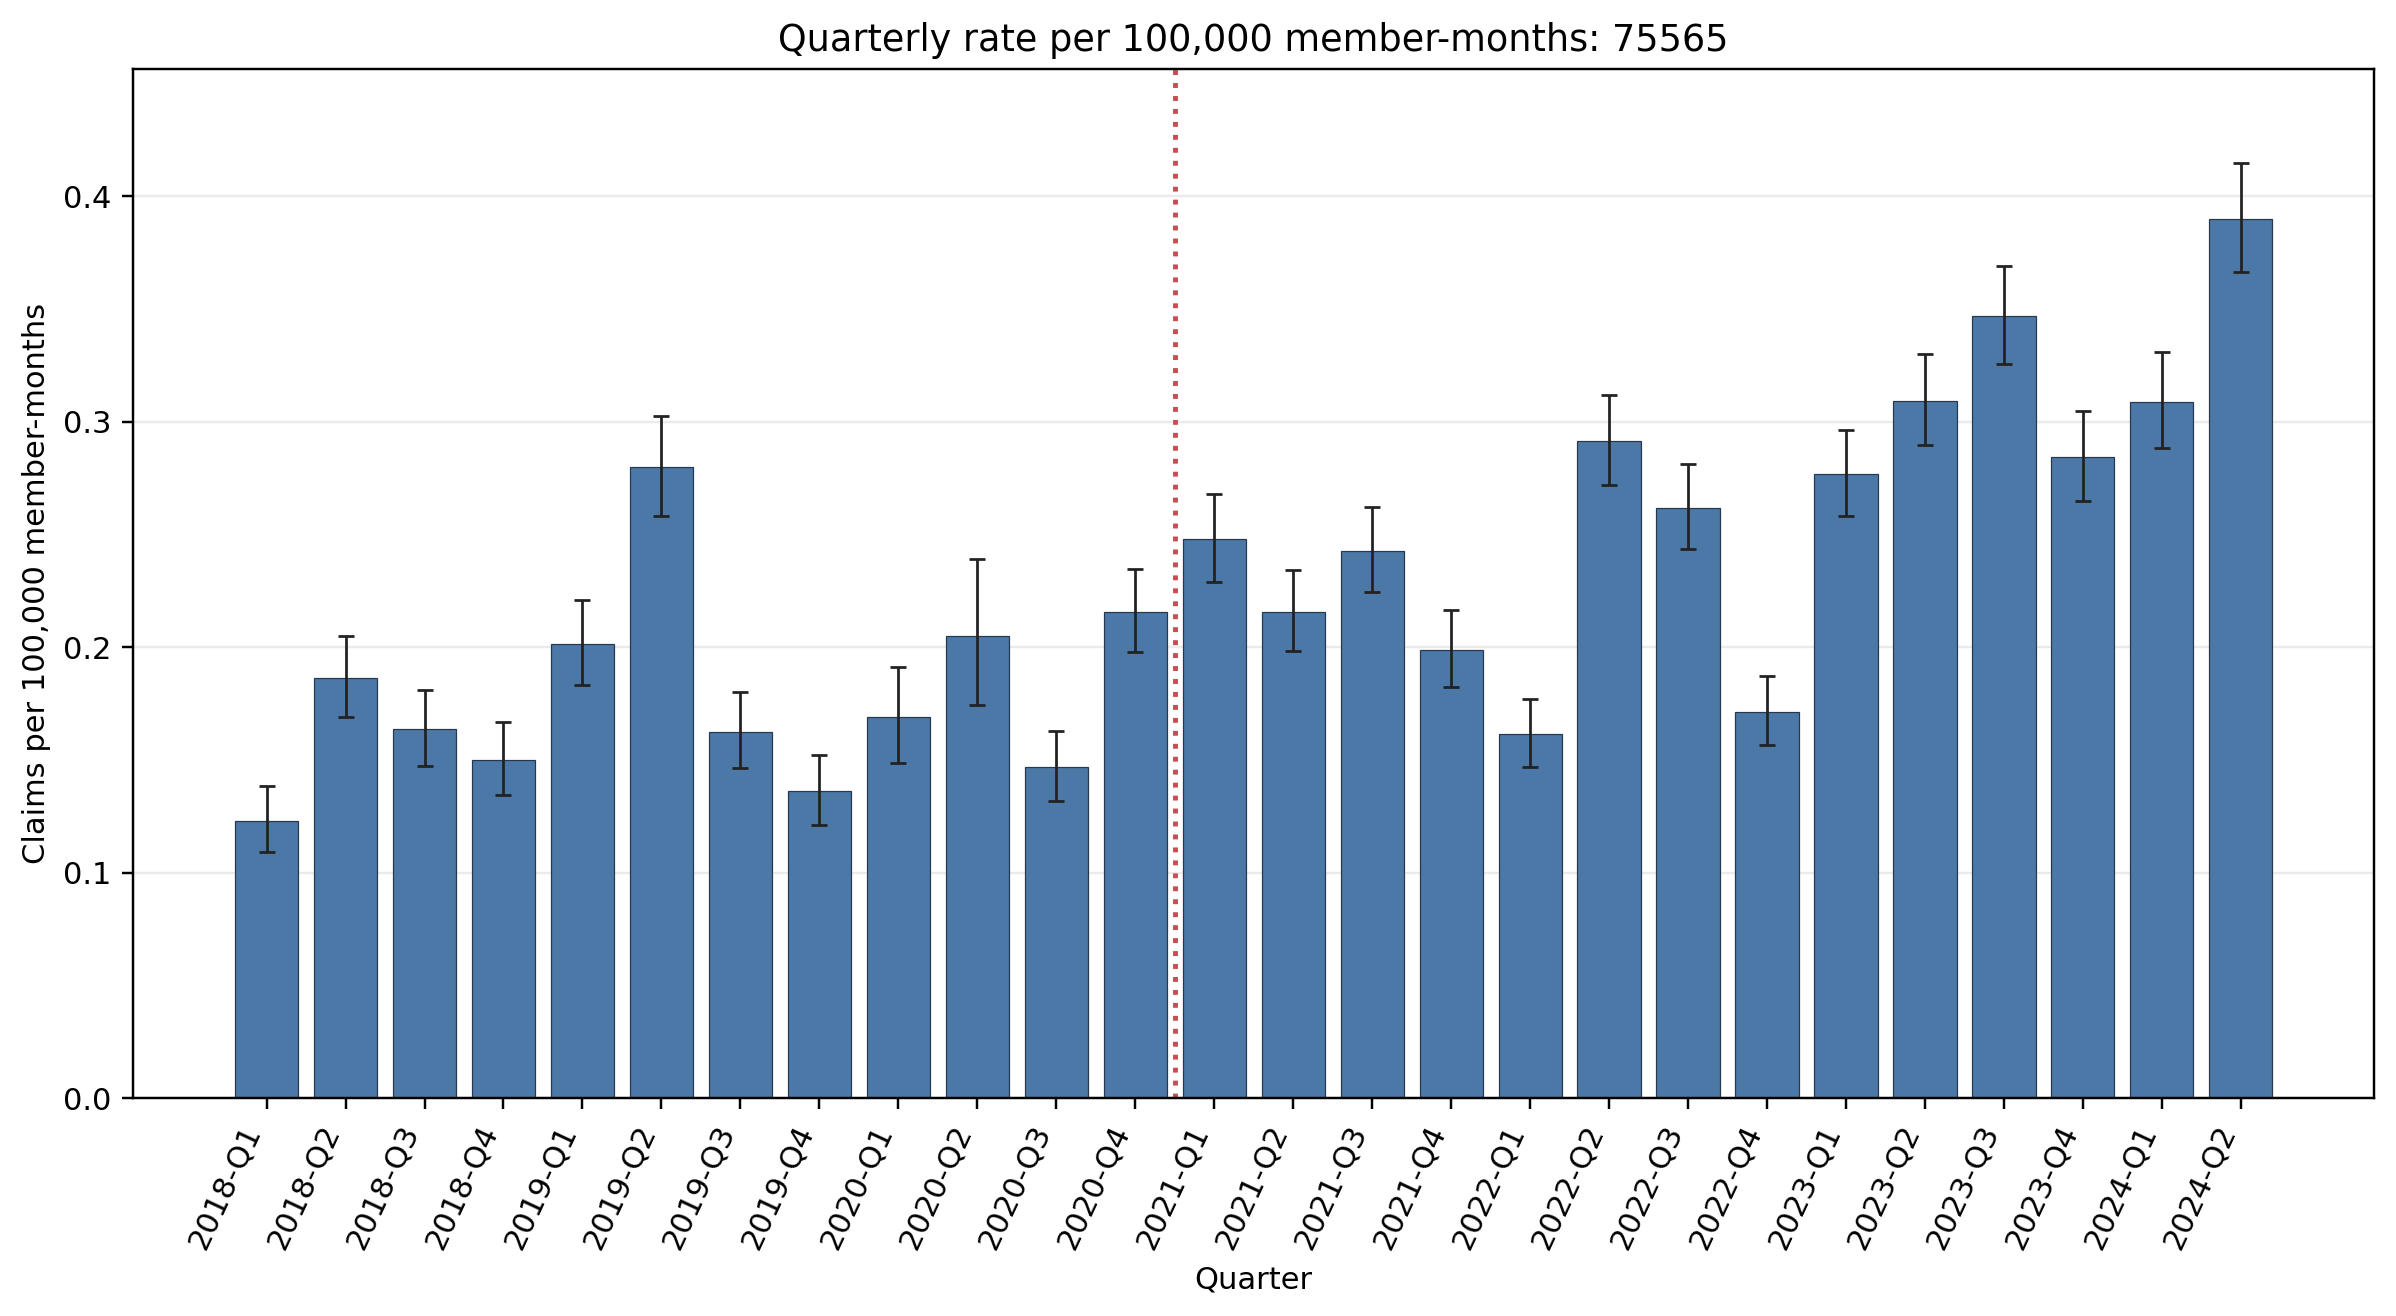 Quarterly rate per 100,000 member-months: 75565
Claims per 100,000 member-months
0.4
0.3
0.2
0.1
0.0
2018-Q1
2018-Q2
2018-Q3
2018-Q4
2019-Q1
2019-Q2
2019-Q3
2019-Q4
2020-Q1
2020-Q2
2020-Q3
2020-Q4
2021-Q1
2021-Q2
2021-Q3
2021-Q4
2022-Q1
2022-Q2
2022-Q3
2022-Q4
2023-Q1
2023-Q2
2023-Q3
2023-Q4
2024-Q1
2024-Q2
Quarter